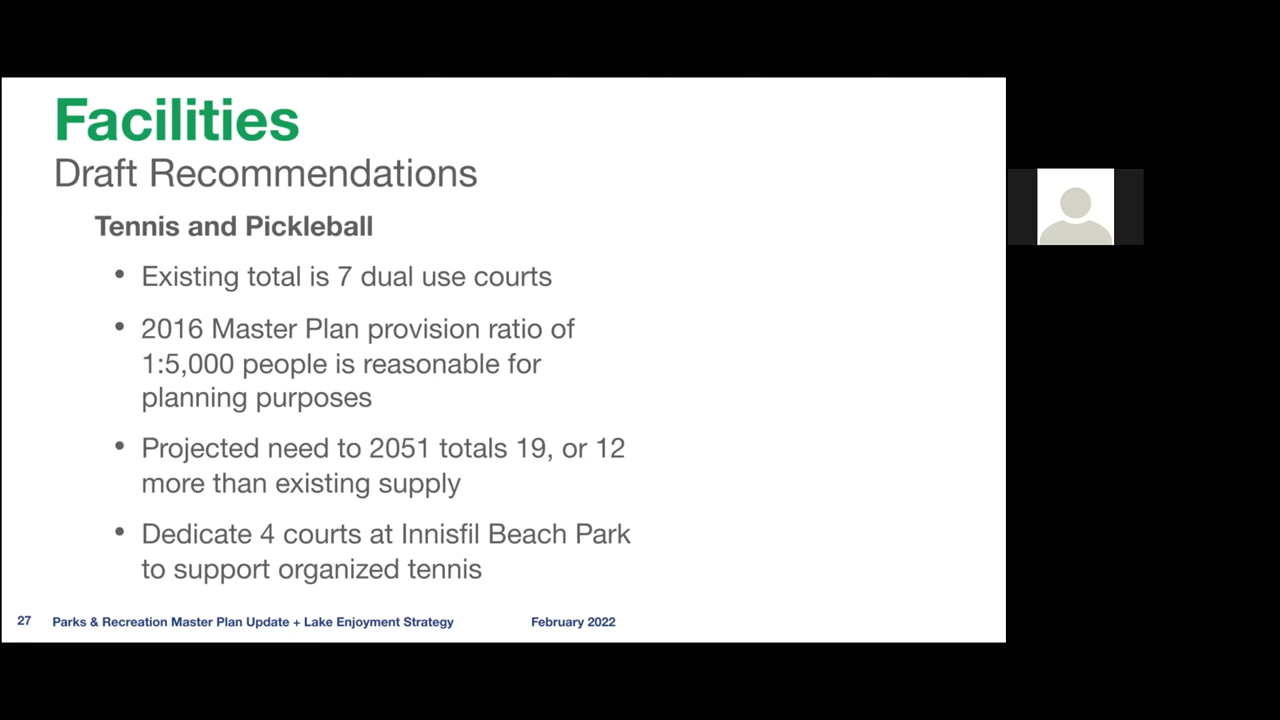 Facilities
Draft Recommendations
Tennis and Pickleball
• Existing total is 7 dual use courts
• 2016 Master Plan provision ratio of
1:5,000 people is reasonable for
planning purposes
• Projected need to 2051 totals 19, or 12
more than existing supply
• Dedicate 4 courts at Innisfil Beach Park
to support organized tennis
27 Parks & Recreation Master Plan Update + Lake Enjoyment Strategy February 2022